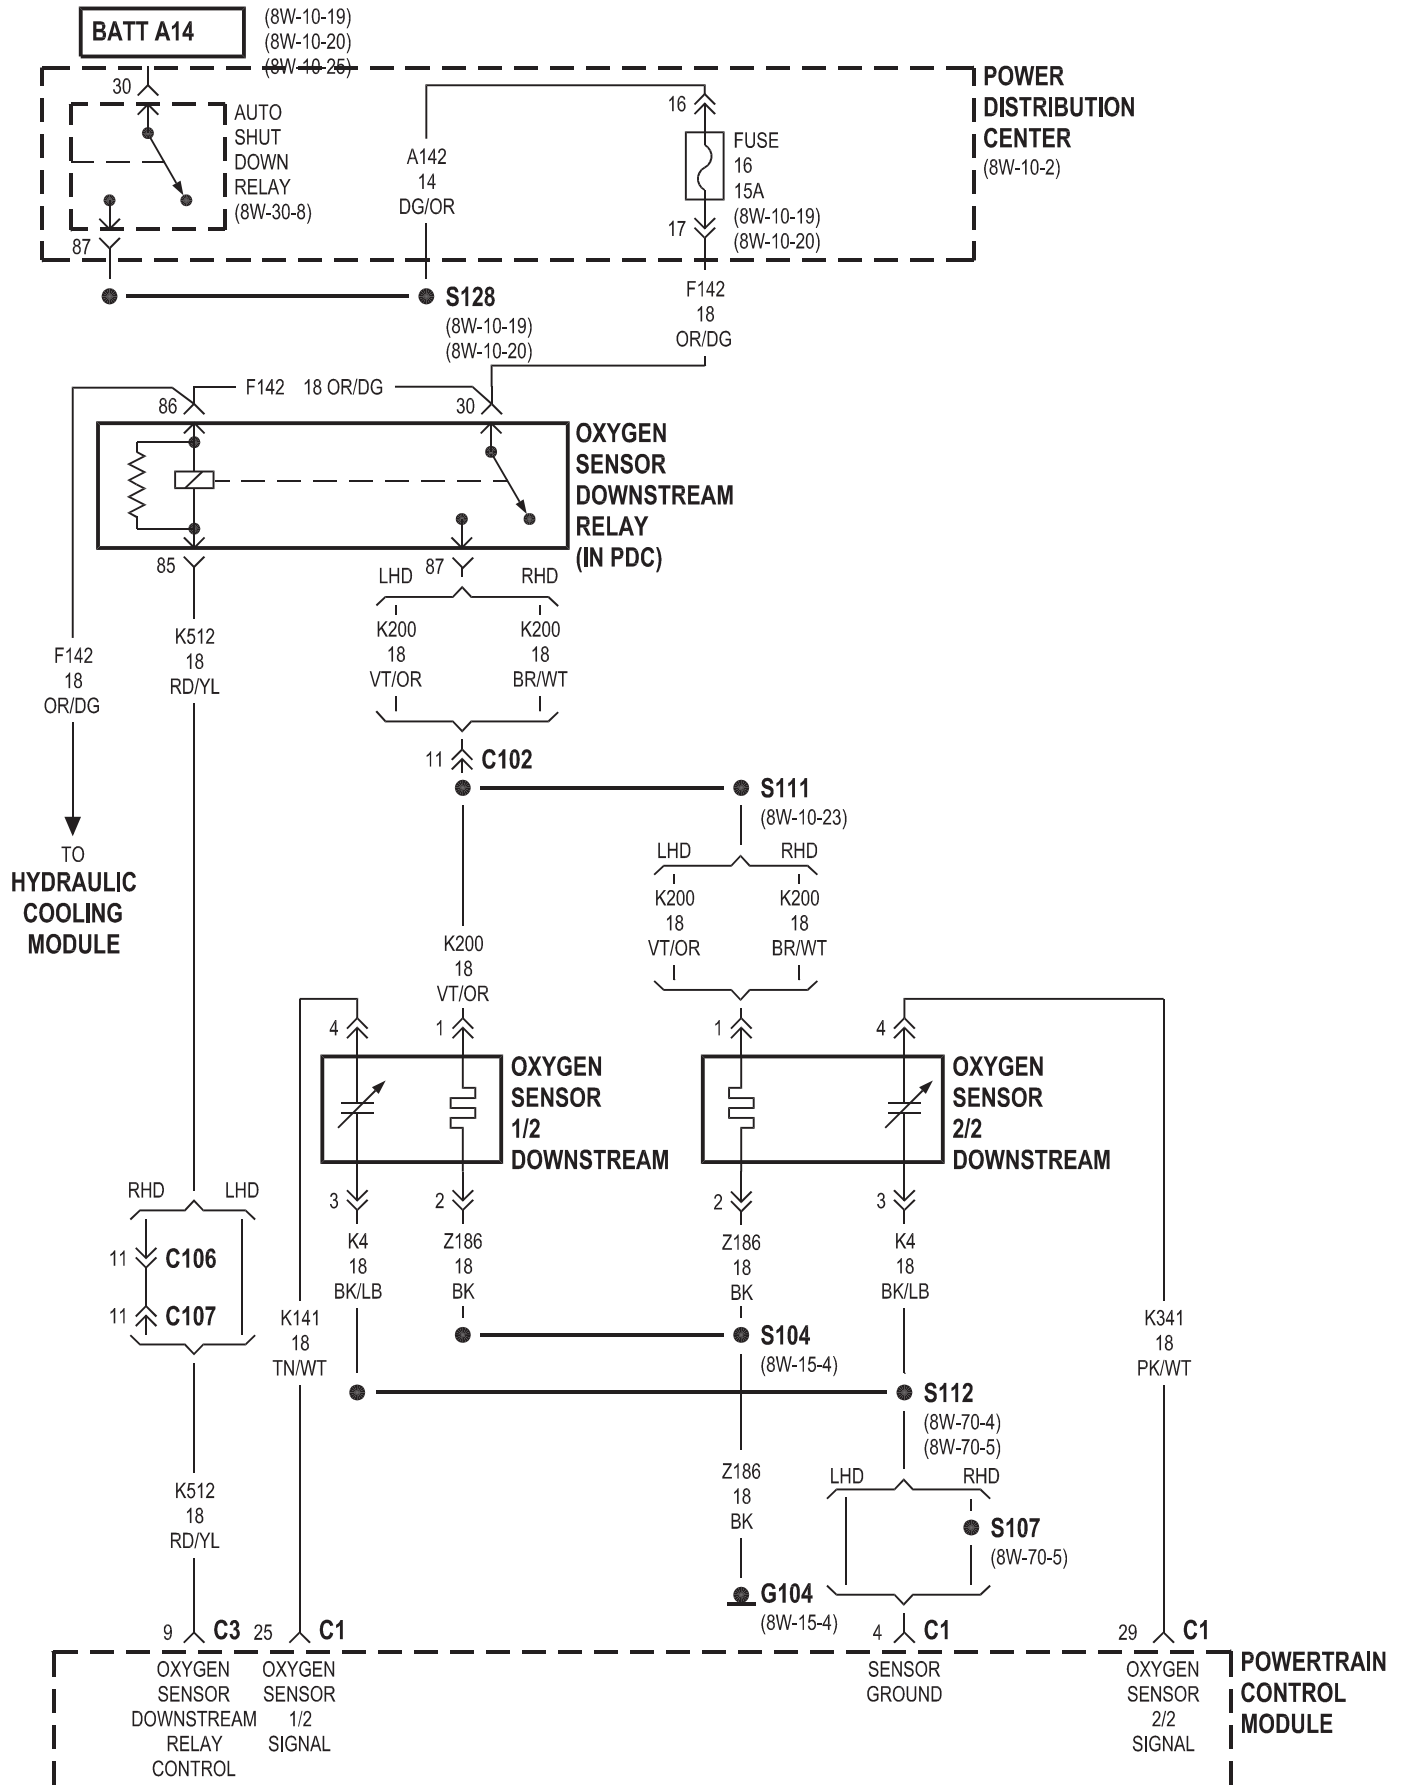 BATT A14
(8W-10-19)
(8W-10-20)
(8W-10-25)
30
AUTO
SHUT
DOWN
RELAY
(8W-30-8)
87
A142
14
DG/OR
16
FUSE
16
15A
(8W-10-19)
(8W-10-20)
17
POWER
DISTRIBUTION
CENTER
(8W-10-2)
S128
(8W-10-19)
(8W-10-20)
F142
18
OR/DG
F142 18 OR/DG
86
30
OXYGEN
SENSOR
DOWNSTREAM
RELAY
(IN PDC)
85
87
LHD
RHD
K200
18
VT/OR
K200
18
BR/WT
F142
18
OR/DG
K512
18
RD/YL
11
C102
S111
(8W-10-23)
TO
HYDRAULIC
COOLING
MODULE
LHD
RHD
K200
18
VT/OR
K200
18
BR/WT
K200
18
VT/OR
4
1
1
4
OXYGEN
SENSOR
1/2
DOWNSTREAM
OXYGEN
SENSOR
2/2
DOWNSTREAM
3
2
2
3
RHD
LHD
11
C106
11
C107
K4
18
BK/LB
Z186
18
BK
Z186
18
BK
K4
18
BK/LB
K141
18
TN/WT
K341
18
PK/WT
S104
(8W-15-4)
S112
(8W-70-4)
(8W-70-5)
K512
18
RD/YL
Z186
18
BK
LHD
RHD
S107
(8W-70-5)
G104
(8W-15-4)
9
C3
25
C1
4
C1
29
C1
OXYGEN
SENSOR
DOWNSTREAM
RELAY
CONTROL
OXYGEN
SENSOR
1/2
SIGNAL
SENSOR
GROUND
OXYGEN
SENSOR
2/2
SIGNAL
POWERTRAIN
CONTROL
MODULE